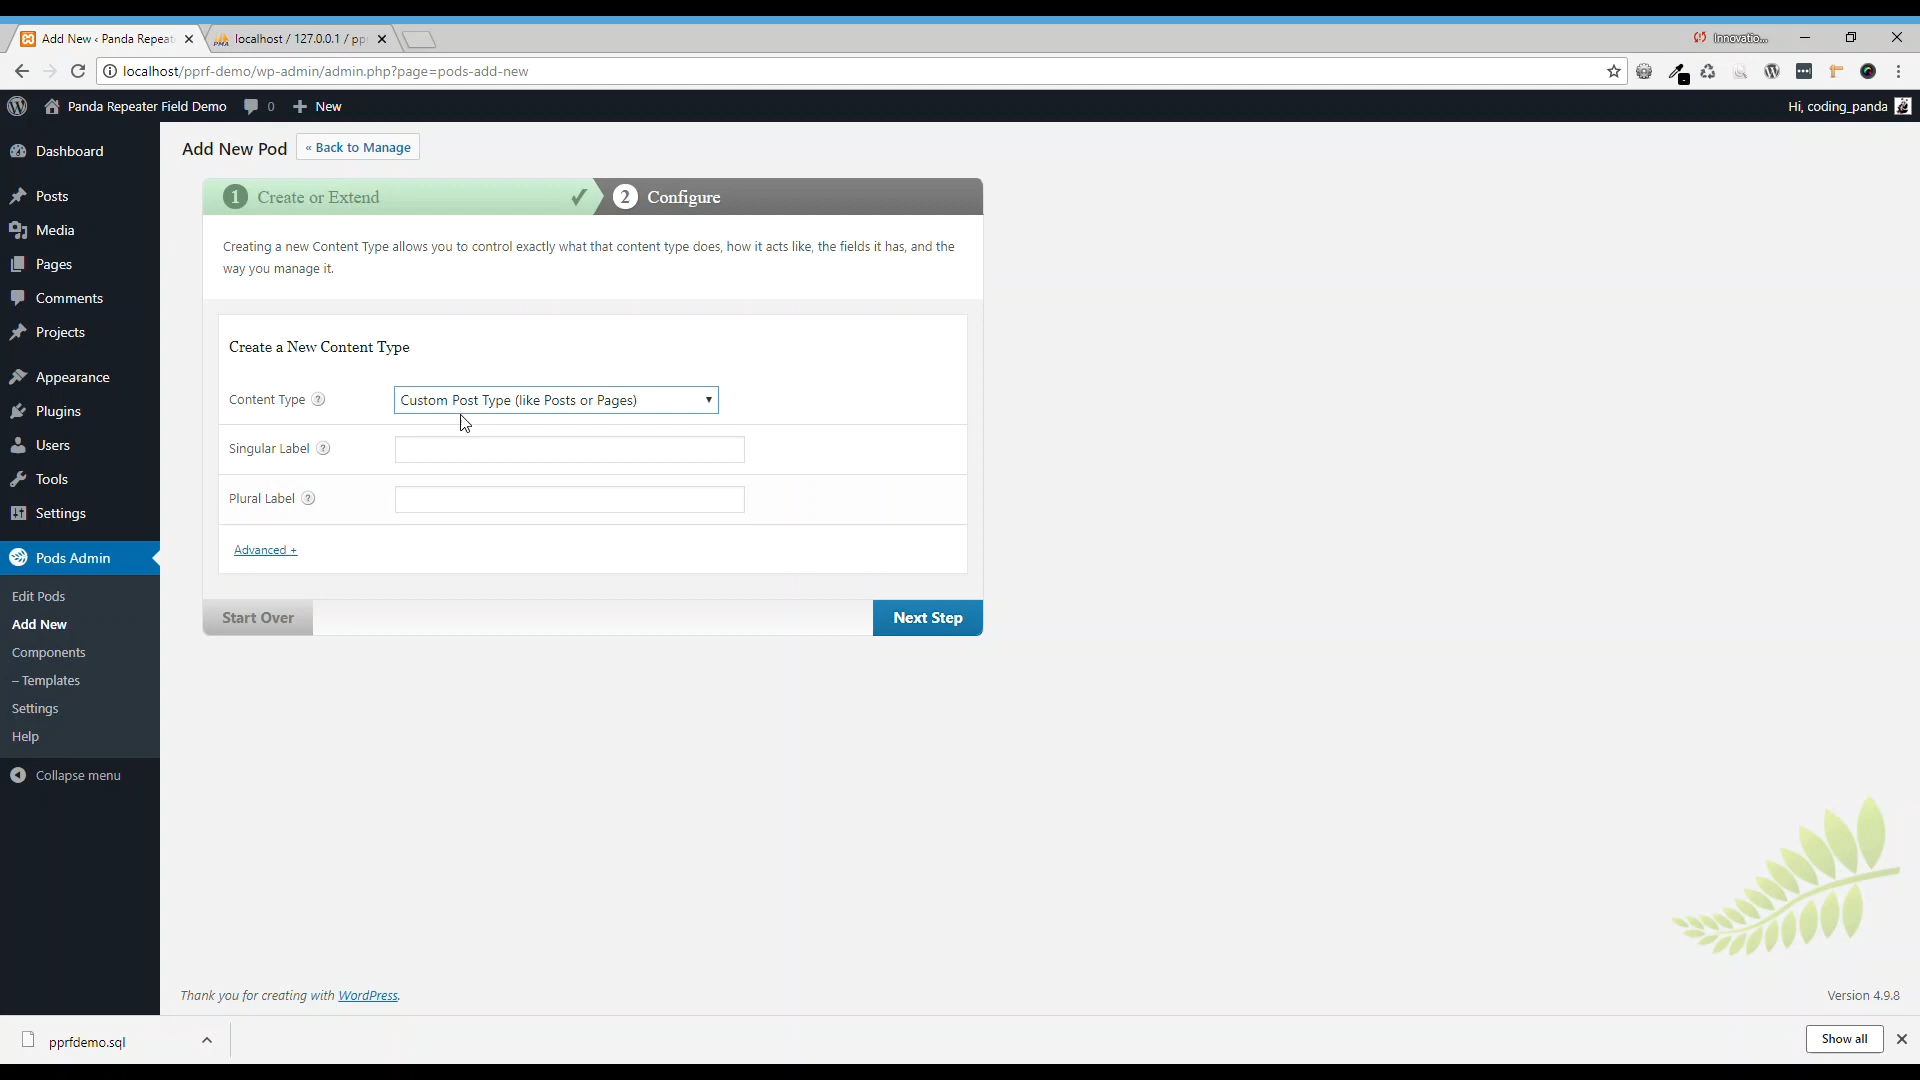 Add New ‹ Panda Repeat
localhost / 127.0.0.1 / pp
Innovatio...
localhost/pprf-demo/wp-admin/admin.php?page=pods-add-new
Panda Repeater Field Demo
0
New
Hi, coding_panda
Dashboard
Posts
Media
Pages
Comments
Projects
Appearance
Plugins
Users
Tools
Settings
Pods Admin
Edit Pods
Add New
Components
– Templates
Settings
Help
Collapse menu
Add New Pod
« Back to Manage
1 Create or Extend
2 Configure
Creating a new Content Type allows you to control exactly what that content type does, how it acts like, the fields it has, and the
way you manage it.
Create a New Content Type
Content Type ?
Custom Post Type (like Posts or Pages)
Singular Label ?
Plural Label ?
Advanced +
Start Over
Next Step
Thank you for creating with WordPress.
Version 4.9.8
pprfdemo.sql
Show all